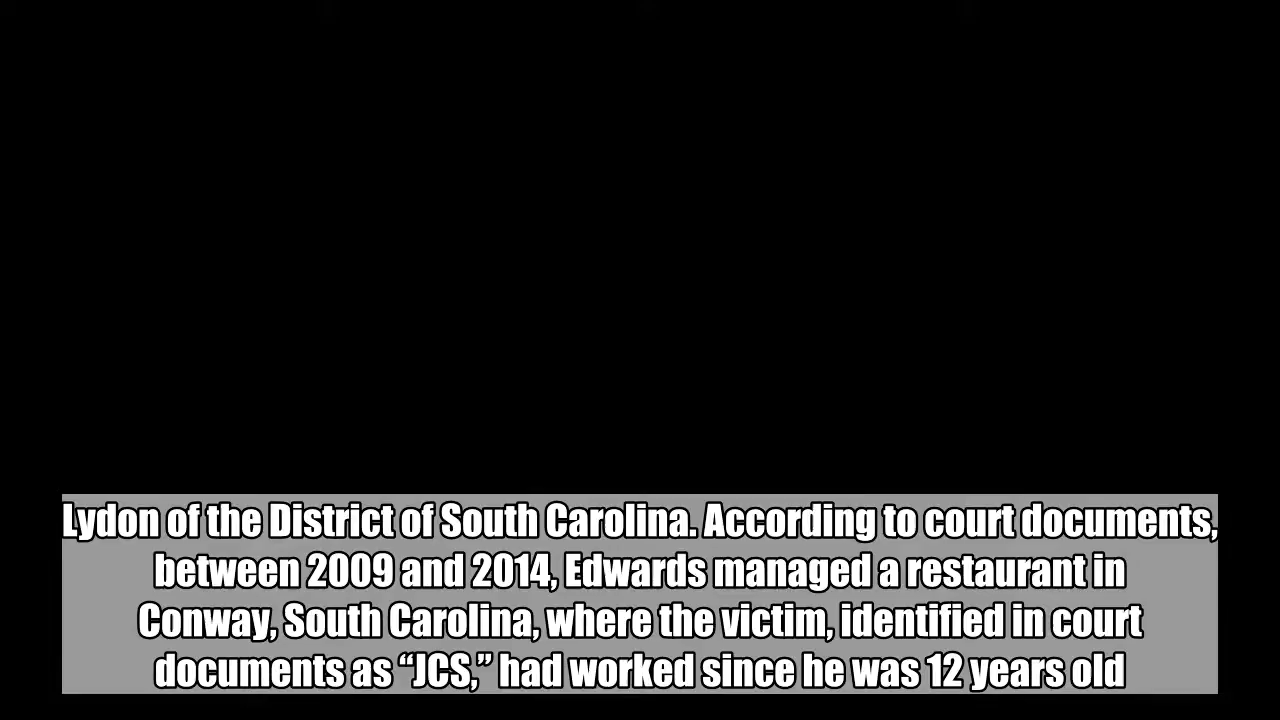 Lydon of the District of South Carolina. According to court documents,
between 2009 and 2014, Edwards managed a restaurant in
Conway, South Carolina, where the victim, identified in court
documents as “JCS,” had worked since he was 12 years old